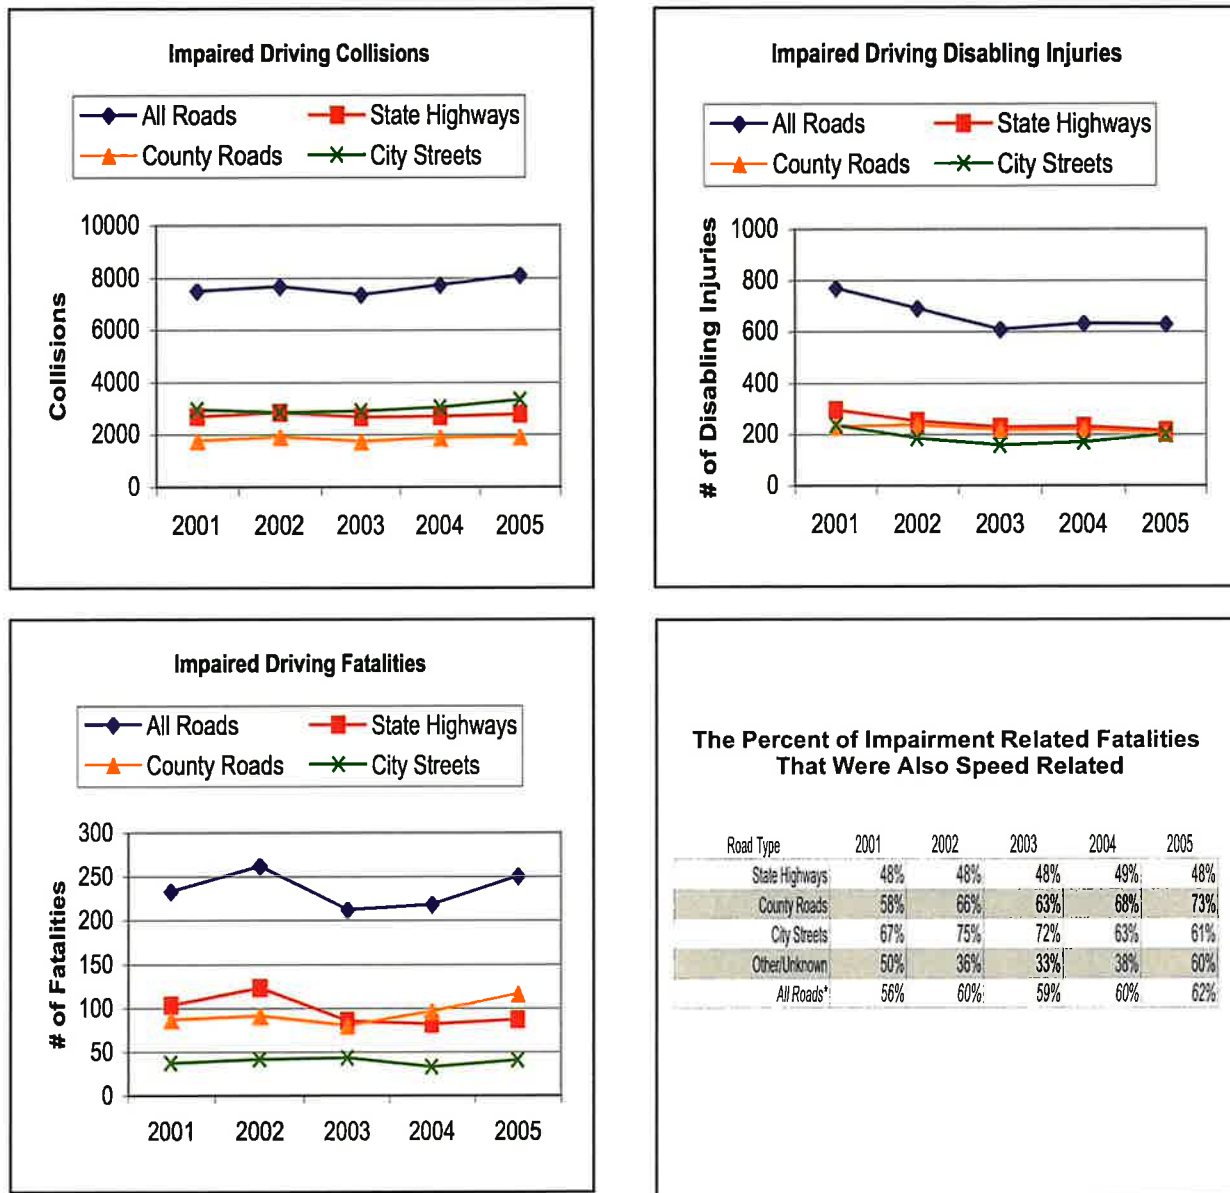 Impaired Driving Collisions
All Roads State Highways
County Roads City Streets
Collisions
10000
8000
6000
4000
2000
0
2001 2002 2003 2004 2005
Impaired Driving Disabling Injuries
All Roads State Highways
County Roads City Streets
# of Disabling Injuries
1000
800
600
400
200
0
2001 2002 2003 2004 2005
Impaired Driving Fatalities
All Roads State Highways
County Roads City Streets
# of Fatalities
300
250
200
150
100
50
0
2001 2002 2003 2004 2005
The Percent of Impairment Related Fatalities
That Were Also Speed Related
Road Type 2001 2002 2003 2004 2005
State Highways 48% 48% 48% 49% 48%
County Roads 58% 66% 63% 68% 73%
City Streets 67% 75% 72% 63% 61%
Other/Unknown 50% 36% 33% 38% 60%
All Roads* 56% 60% 59% 60% 62%